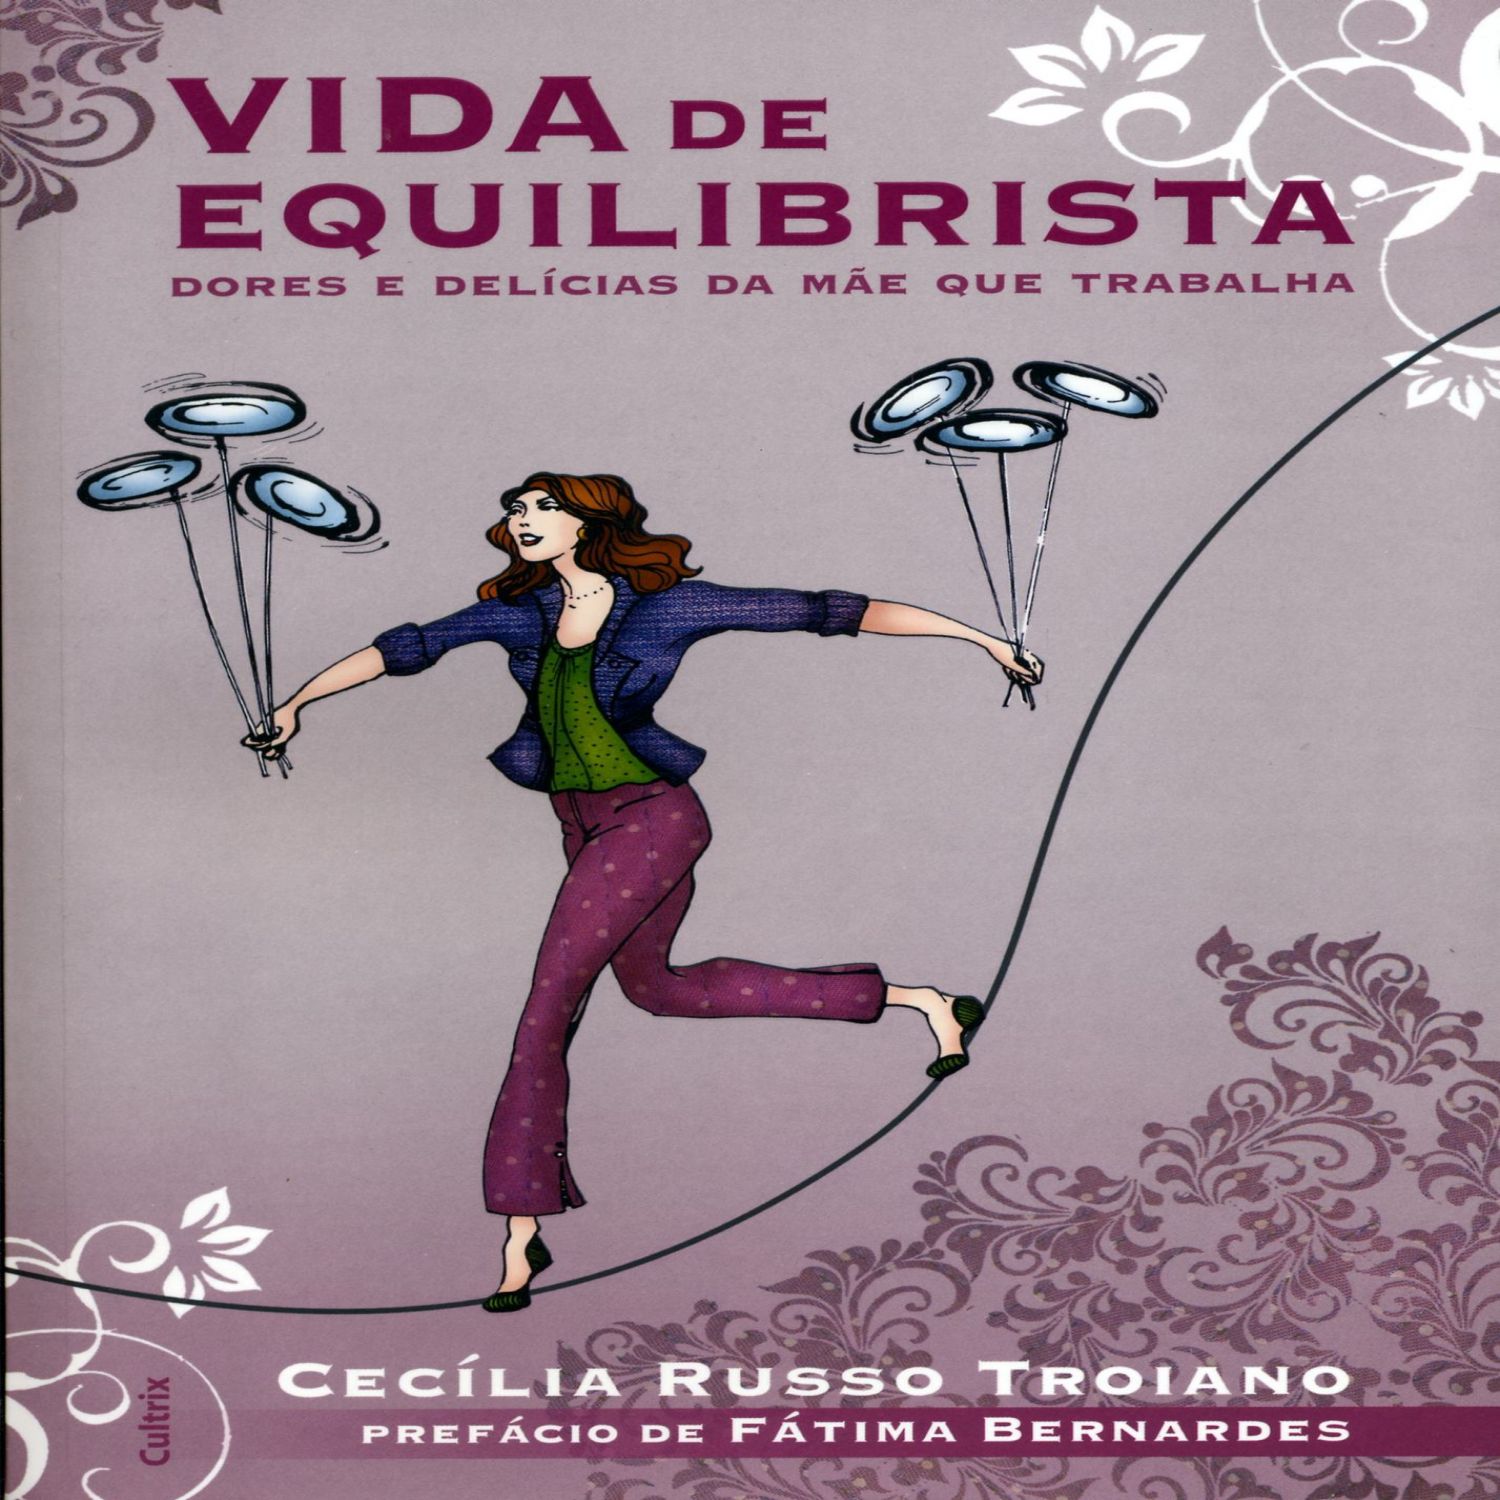 VIDA DE
EQUILIBRISTA
DORES E DELÍCIAS DA MÃE QUE TRABALHA
CECÍLIA RUSSO TROIANO
PREFÁCIO DE FÁTIMA BERNARDES
Cultrix